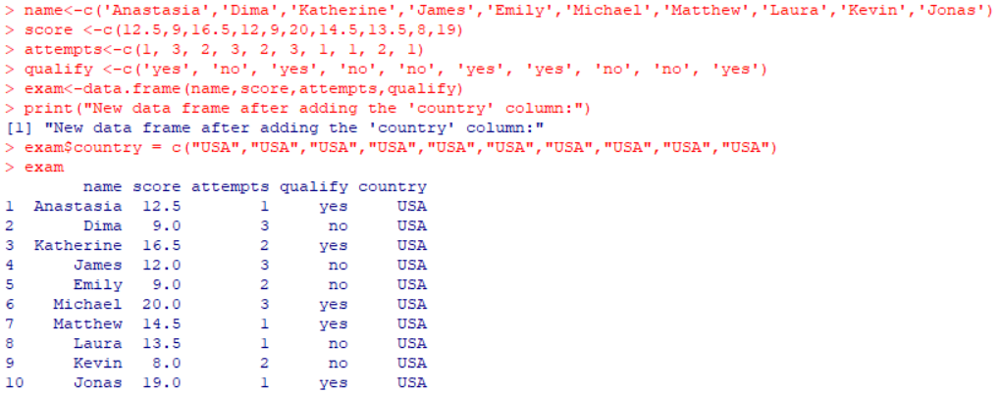 > name<-c('Anastasia','Dima','Katherine','James','Emily','Michael','Matthew','Laura','Kevin','Jonas')
> score <-c(12.5,9,16.5,12,9,20,14.5,13.5,8,19)
> attempts<-c(1, 3, 2, 3, 2, 3, 1, 1, 2, 1)
> qualify <-c('yes', 'no', 'yes', 'no', 'no', 'yes', 'yes', 'no', 'no', 'yes')
> exam<-data.frame(name,score,attempts,qualify)
> print("New data frame after adding the 'country' column:")
[1] "New data frame after adding the 'country' column:"
> exam$country = c("USA","USA","USA","USA","USA","USA","USA","USA","USA","USA")
> exam
        name score attempts qualify country
1  Anastasia  12.5        1     yes     USA
2       Dima   9.0        3      no     USA
3  Katherine  16.5        2     yes     USA
4      James  12.0        3      no     USA
5      Emily   9.0        2      no     USA
6    Michael  20.0        3     yes     USA
7    Matthew  14.5        1     yes     USA
8      Laura  13.5        1      no     USA
9      Kevin   8.0        2      no     USA
10     Jonas  19.0        1     yes     USA